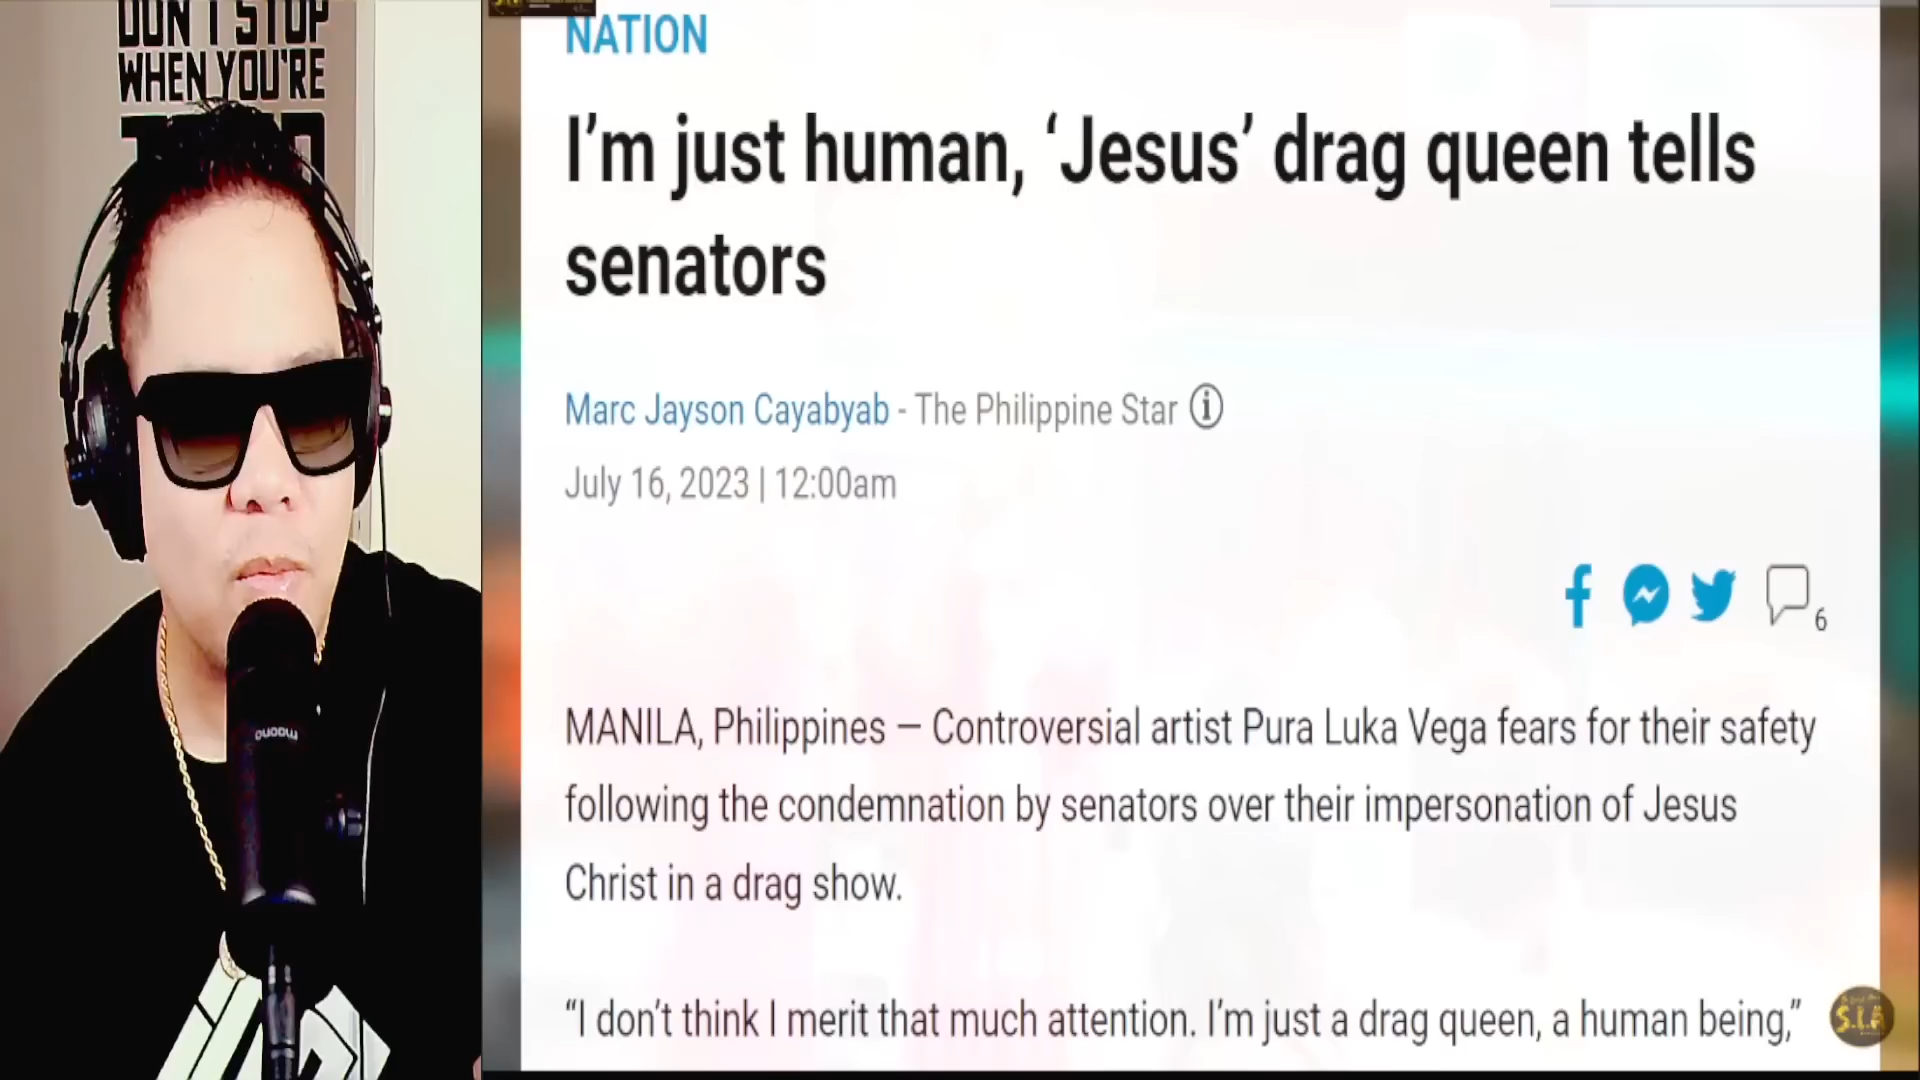 DON'T STOP
WHEN YOU'RE
NATION
I’m just human, ‘Jesus’ drag queen tells
senators
Marc Jayson Cayabyab - The Philippine Star
July 16, 2023 | 12:00am
6
MANILA, Philippines — Controversial artist Pura Luka Vega fears for their safety
following the condemnation by senators over their impersonation of Jesus
Christ in a drag show.
“I don’t think I merit that much attention. I’m just a drag queen, a human being,”
maono
S.I.A